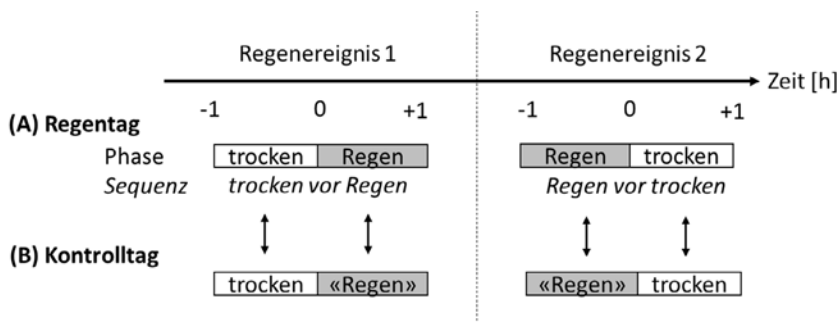 Regenereignis 1 Regenereignis 2
Zeit [h]
-1 0 +1 -1 0 +1
(A) Regentag
Phase trocken Regen Regen trocken
Sequenz trocken vor Regen Regen vor trocken
(B) Kontrolltag
trocken «Regen» «Regen» trocken